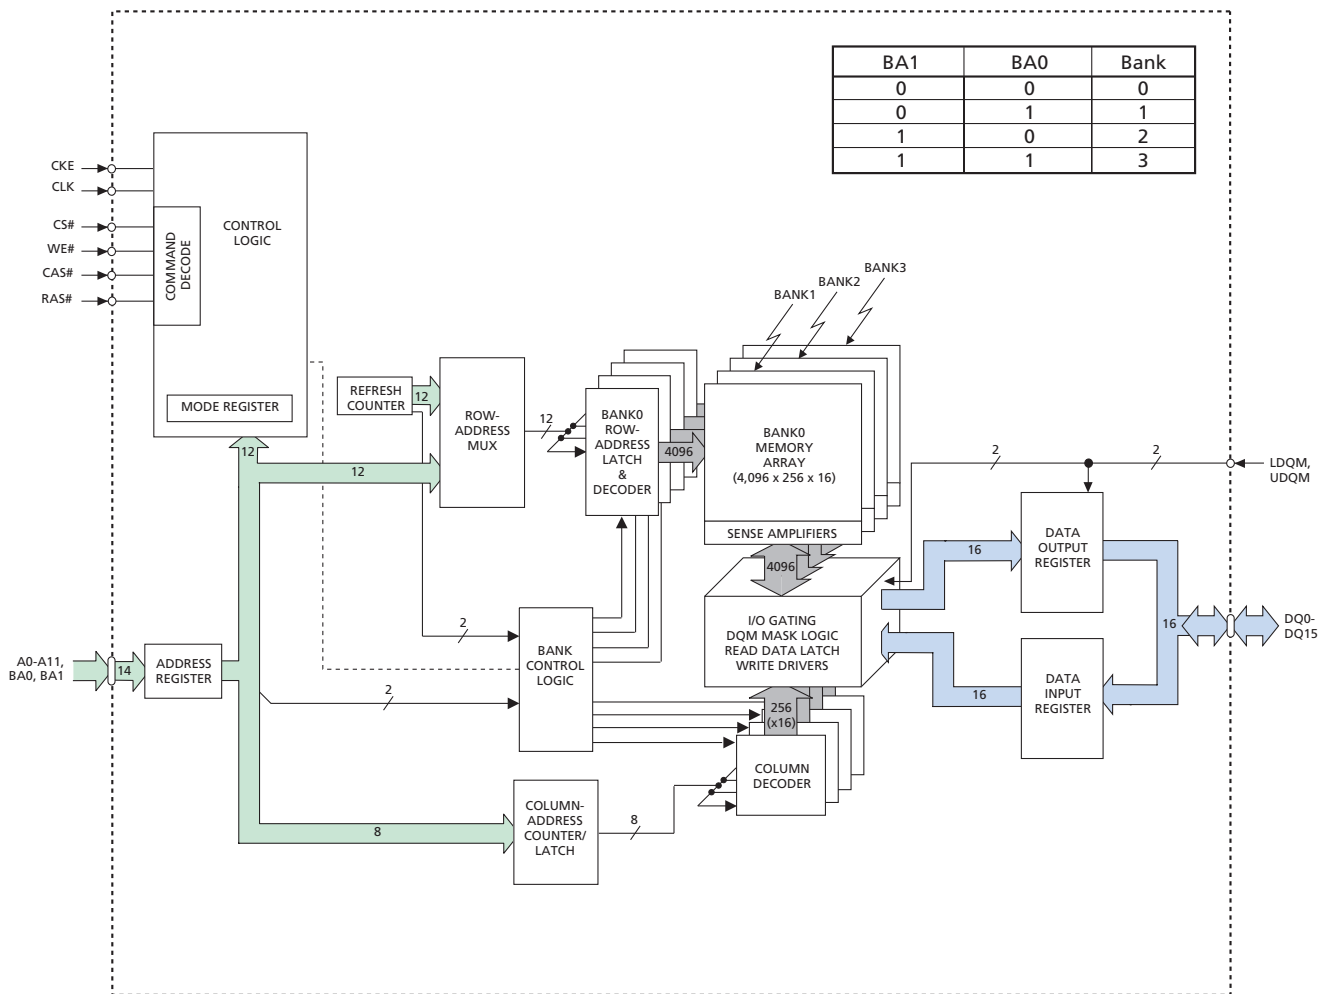 BA1 BA0 Bank
0 0 0
0 1 1
1 0 2
1 1 3
CKE
CLK
CS#
WE#
CAS#
RAS#
COMMAND
DECODE
CONTROL
LOGIC
MODE REGISTER
BANK1
BANK2
BANK3
REFRESH
COUNTER
12
ROW-
ADDRESS
MUX
12
BANK0
ROW-
ADDRESS
LATCH
&
DECODER
4096
BANK0
MEMORY
ARRAY
(4,096 x 256 x 16)
SENSE AMPLIFIERS
12
12
2
2
LDQM,
UDQM
4096
I/O GATING
DQM MASK LOGIC
READ DATA LATCH
WRITE DRIVERS
16
DATA
OUTPUT
REGISTER
16
DQ0-
DQ15
16
DATA
INPUT
REGISTER
A0-A11,
BA0, BA1
14
ADDRESS
REGISTER
2
2
BANK
CONTROL
LOGIC
256
(x16)
COLUMN
DECODER
8
COLUMN-
ADDRESS
COUNTER/
LATCH
8